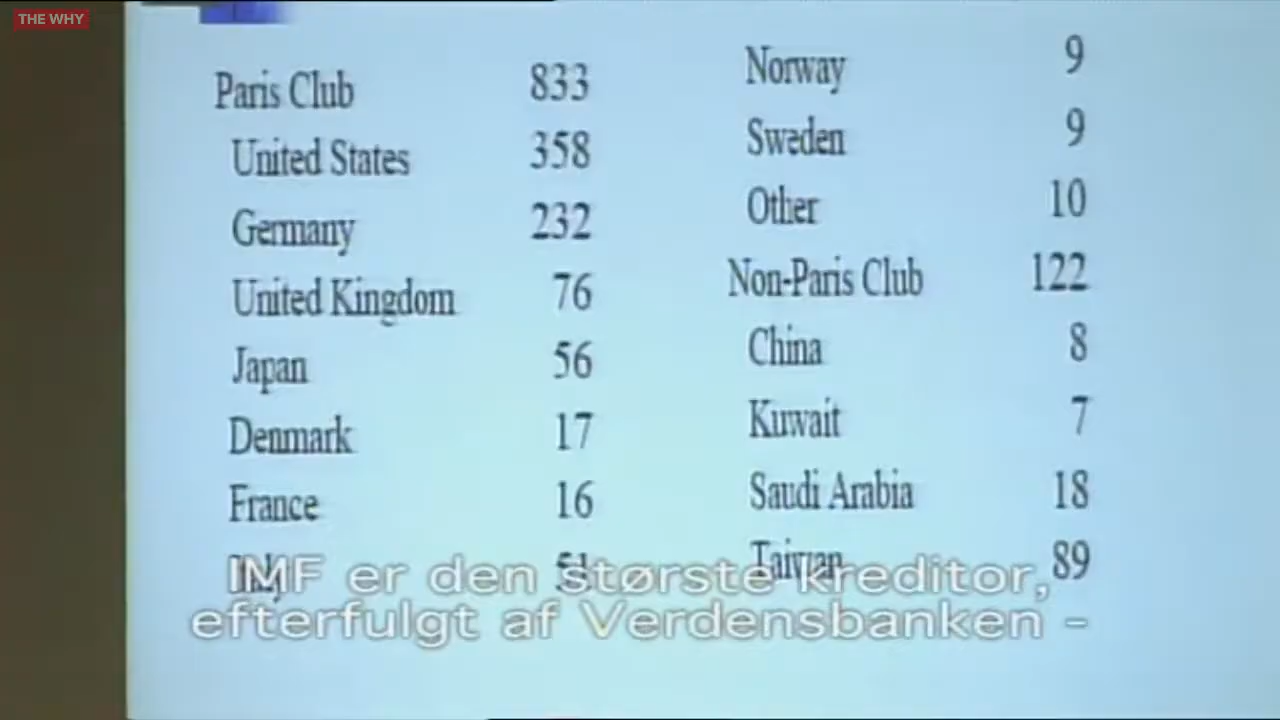 THE WHY
Paris Club 833
United States 358
Germany 232
United Kingdom 76
Japan 56
Denmark 17
France 16
Italy 51
Norway 9
Sweden 9
Other 10
Non-Paris Club 122
China 8
Kuwait 7
Saudi Arabia 18
Taiwan 89
IMF er den største kreditor,
efterfulgt af Verdensbanken -